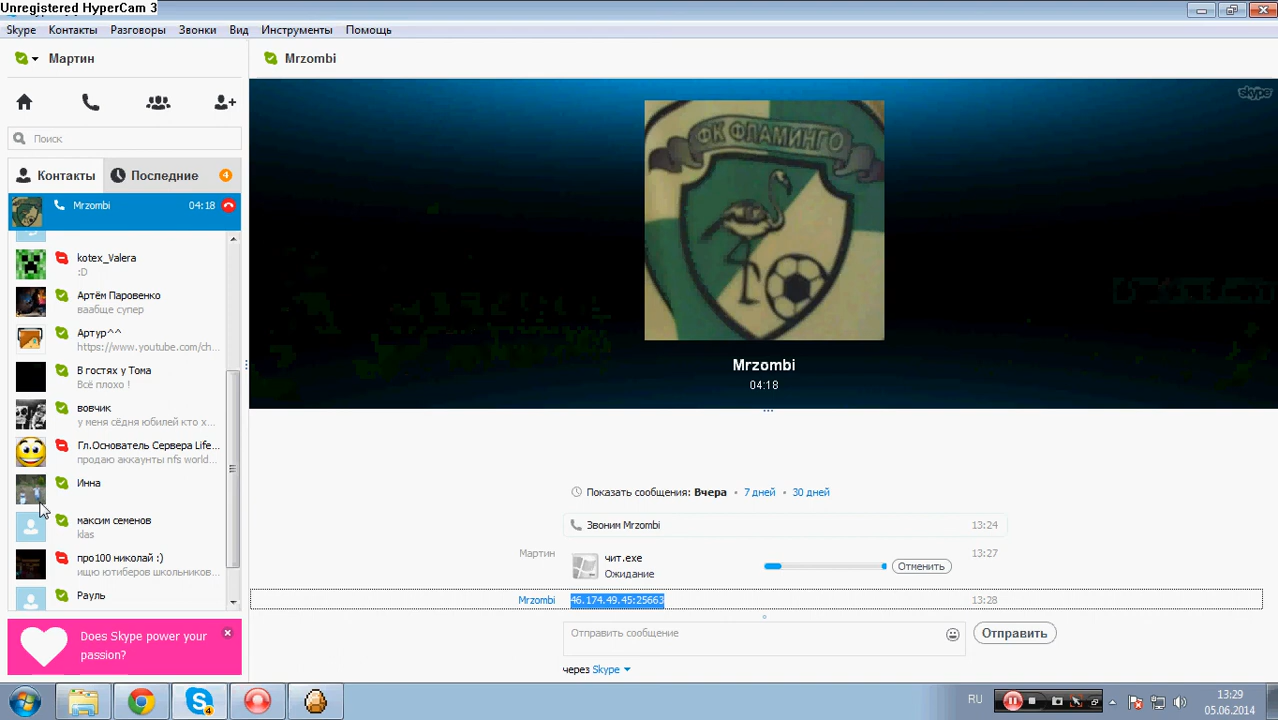 Unregistered HyperCam 3
Skype Контакты Разговоры Звонки Вид Инструменты Помощь
Мартин
Mrzombi
skype
Поиск
Контакты
Последние 4
Mrzombi 04:18
kotex_Valera
:D
Артём Паровенко
ваабще супер
Артур^^
https://www.youtube.com/ch...
В гостях у Тома
Всё плохо !
вовчик
у меня сёдня юбилей кто х...
Гл.Основатель Сервера Life...
продаю аккаунты nfs world...
Инна
максим семенов
klas
про100 николай :)
ищю ютиберов школьников...
Рауль
Does Skype power your
passion?
ФК ФЛАМИНГО
Mrzombi
04:18
Показать сообщения: Вчера • 7 дней • 30 дней
Звоним Mrzombi 13:24
Мартин чит.exe 13:27
Ожидание Отменить
Mrzombi 46.174.49.45:25663 13:28
Отправить сообщение Отправить
через Skype
4
RU
13:29
05.06.2014